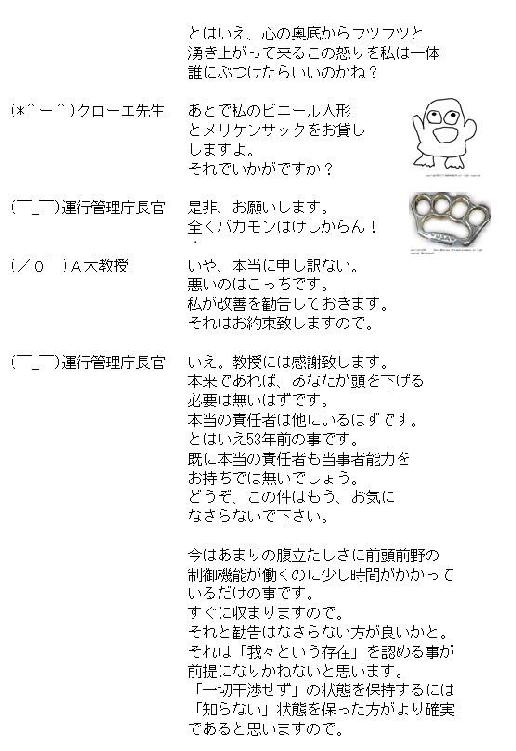 とはいえ、心の奥底からフツフツと
湧き上がって来るこの怒りを私は一体
誰にぶつけたらいいのかね？
(*￣ー￣)クローエ先生 あとで私のビニール人形
とメリケンサックをお貸し
しますよ。
それでいかがですか？
(￣_￣)運行管理庁長官 是非、お願いします。
全くバカモンはけしからん！
(／０ )Ａ大教授 いや、本当に申し訳ない。
悪いのはこっちです。
私が改善を勧告しておきます。
それはお約束致しますので。
(￣_￣)運行管理庁長官 いえ。教授には感謝致します。
本来であれば、あなたが頭を下げる
必要は無いはずです。
本当の責任者は他にいるはずです。
とはいえ53年前の事です。
既に本当の責任者も当事者能力を
お持ちでは無いでしょう。
どうぞ、この件はもう、お気に
なさらないで下さい。
今はあまりの腹立たしさに前頭前野の
制御機能が働くのに少し時間がかかって
いるだけの事です。
すぐに収まりますので。
それと勧告はなさらない方が良いかと。
それは「我々という存在」を認める事が
前提になりかねないと思います。
「一切干渉せず」の状態を保持するには
「知らない」状態を保った方がより確実
であると思いますので。